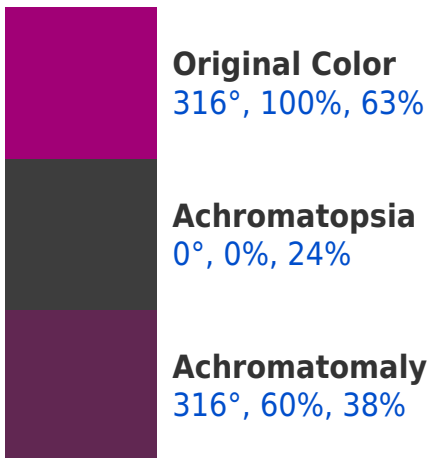 Original Color
316°, 100%, 63%
Achromatopsia
0°, 0%, 24%
Achromatomaly
316°, 60%, 38%